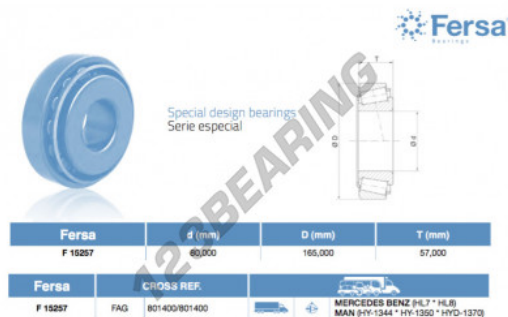 Fersa
Bearings
Special design bearings
Serie especial
T
Ø D
Ø d
123BEARING
Fersa d (mm) D (mm) T (mm)
F 15257 60,000 165,000 57,000
Fersa CROSS REF.
F 15257 FAG 801400/801400 MERCEDES BENZ (HL7 * HL8)
MAN (HY-1344 * HY-1350 * HYD-1370)